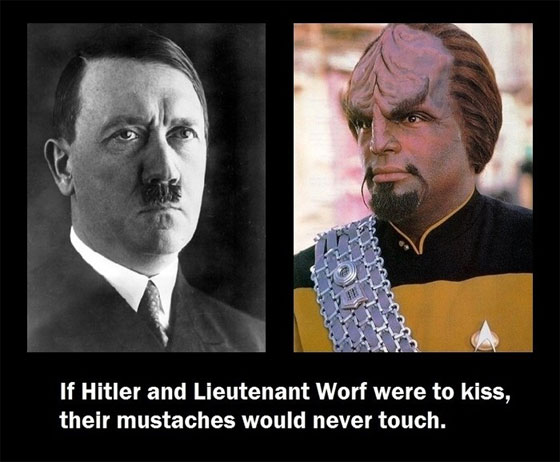 If Hitler and Lieutenant Worf were to kiss,
their mustaches would never touch.